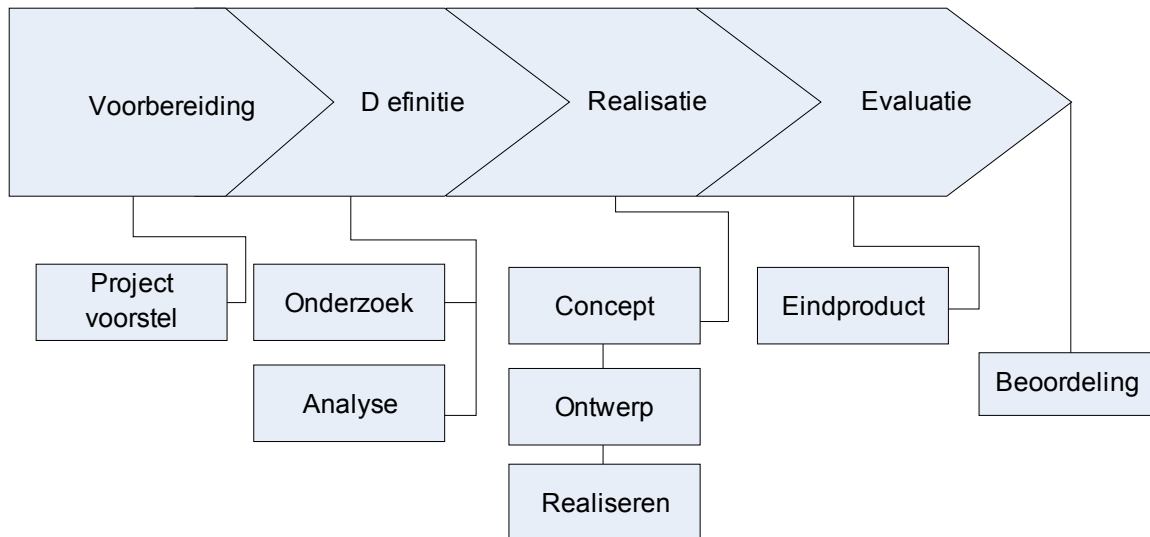 Voorbereiding
D efinitie
Realisatie
Evaluatie
Project
voorstel
Onderzoek
Analyse
Concept
Ontwerp
Realiseren
Eindproduct
Beoordeling